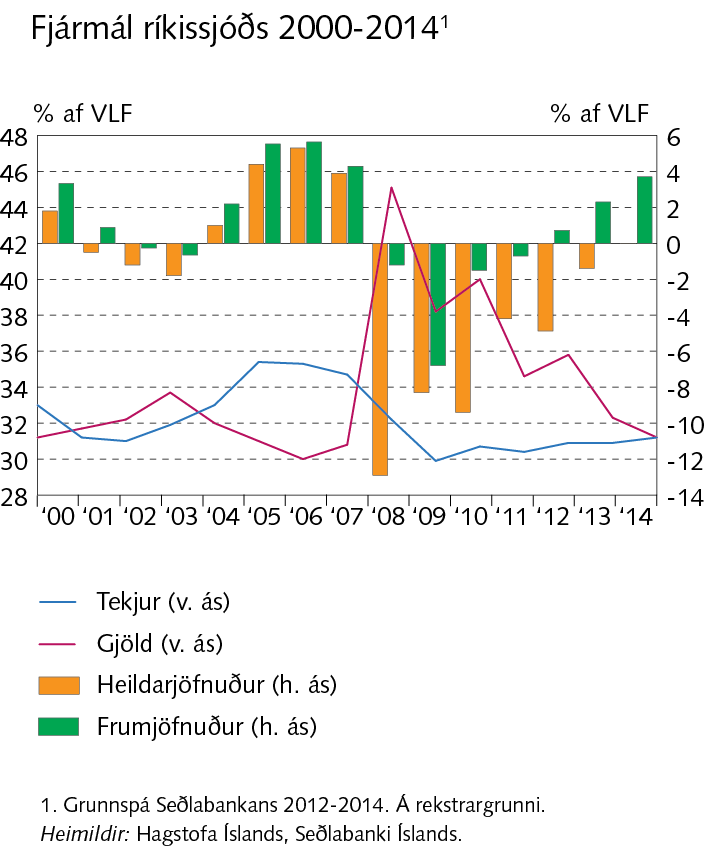 Fjármál ríkissjóðs 2000-2014¹
% af VLF % af VLF
48 6
46 4
44 2
42 0
40 -2
38 -4
36 -6
34 -8
32 -10
30 -12
28 -14
‘00 ‘01 ‘02 ‘03 ‘04 ‘05 ‘06 ‘07 ‘08 ‘09 ‘10 ‘11 ‘12 ‘13 ‘14
Tekjur (v. ás)
Gjöld (v. ás)
Heildarjöfnuður (h. ás)
Frumjöfnuður (h. ás)
1. Grunnspá Seðlabankans 2012-2014. Á rekstrargrunni.
Heimildir: Hagstofa Íslands, Seðlabanki Íslands.